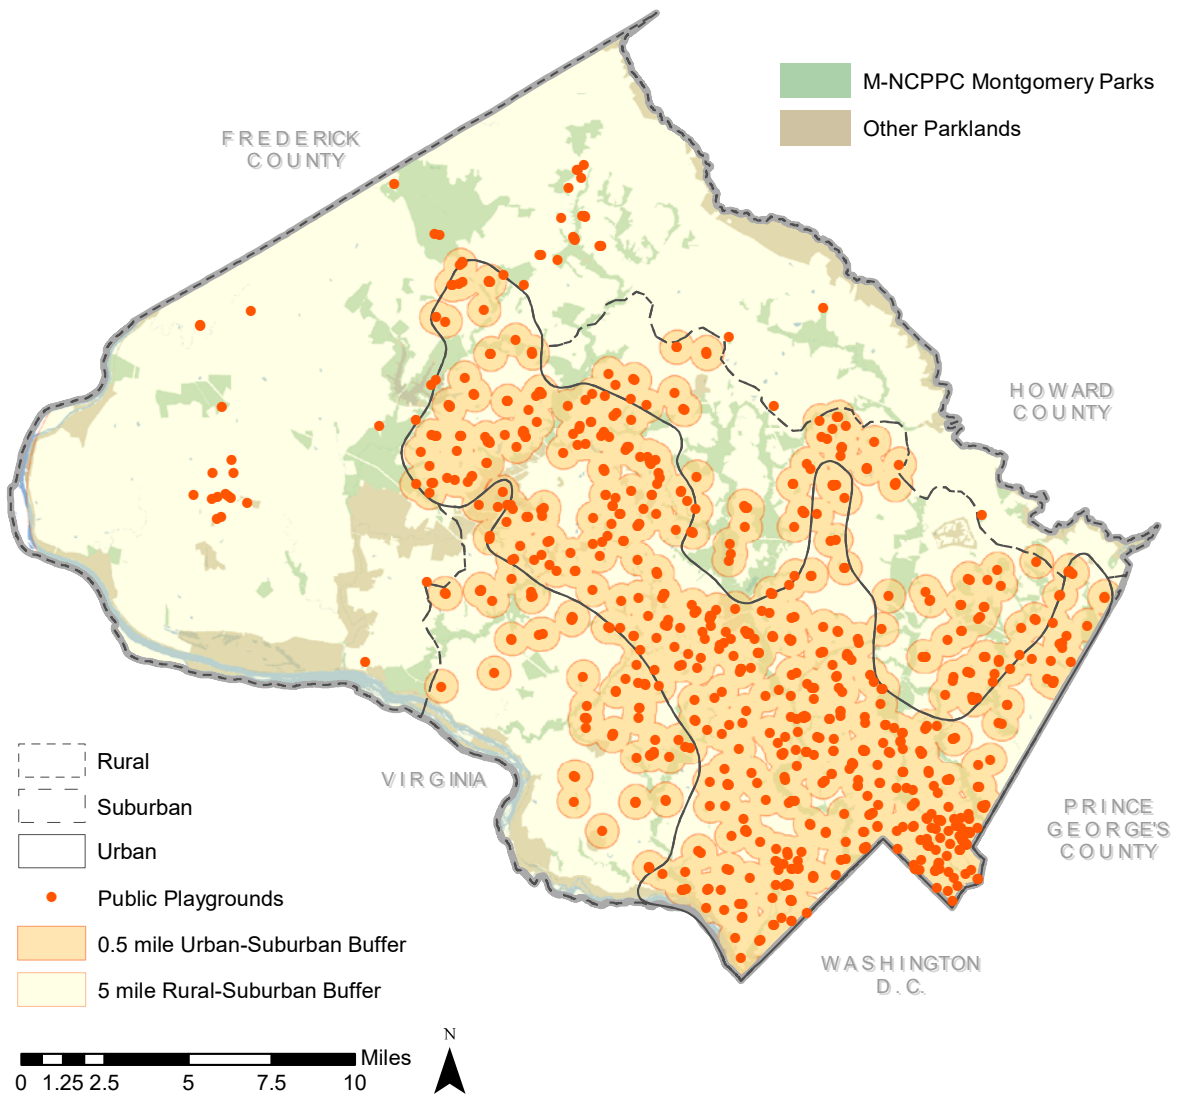 M-NCPPC Montgomery Parks
Other Parklands
FREDERICK
COUNTY
HOWARD
COUNTY
VIRGINIA
PRINCE
GEORGE'S
COUNTY
WASHINGTON
D.C.
Rural
Suburban
Urban
Public Playgrounds
0.5 mile Urban-Suburban Buffer
5 mile Rural-Suburban Buffer
Miles
0 1.25 2.5 5 7.5 10
N